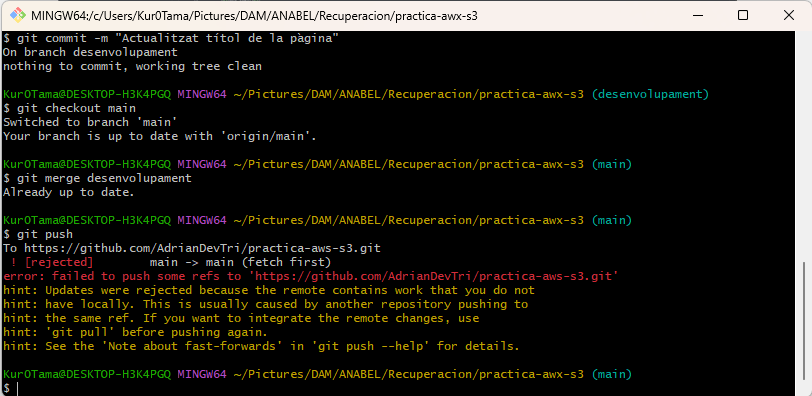 MINGW64:/c/Users/Kur0Tama/Pictures/DAM/ANABEL/Recuperacion/practica-awx-s3
$ git commit -m "Actualitzat títol de la pàgina"
On branch desenvolupament
nothing to commit, working tree clean
Kur0Tama@DESKTOP-H3K4PGQ MINGW64 ~/Pictures/DAM/ANABEL/Recuperacion/practica-awx-s3 (desenvolupament)
$ git checkout main
Switched to branch 'main'
Your branch is up to date with 'origin/main'.
Kur0Tama@DESKTOP-H3K4PGQ MINGW64 ~/Pictures/DAM/ANABEL/Recuperacion/practica-awx-s3 (main)
$ git merge desenvolupament
Already up to date.
Kur0Tama@DESKTOP-H3K4PGQ MINGW64 ~/Pictures/DAM/ANABEL/Recuperacion/practica-awx-s3 (main)
$ git push
To https://github.com/AdrianDevTri/practica-aws-s3.git
! [rejected]        main -> main (fetch first)
error: failed to push some refs to 'https://github.com/AdrianDevTri/practica-aws-s3.git'
hint: Updates were rejected because the remote contains work that you do not
hint: have locally. This is usually caused by another repository pushing to
hint: the same ref. If you want to integrate the remote changes, use
hint: 'git pull' before pushing again.
hint: See the 'Note about fast-forwards' in 'git push --help' for details.
Kur0Tama@DESKTOP-H3K4PGQ MINGW64 ~/Pictures/DAM/ANABEL/Recuperacion/practica-awx-s3 (main)
$